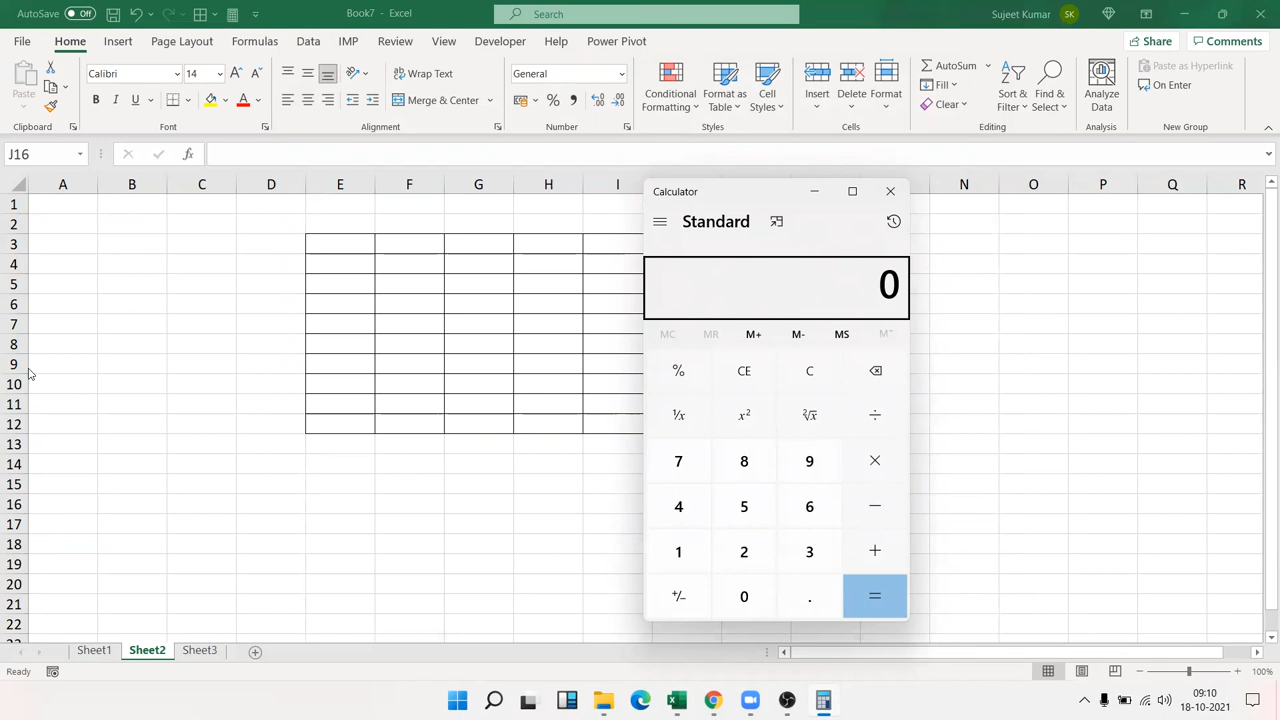 AutoSave Off Book7 - Excel Search Sujeet Kumar SK
File Home Insert Page Layout Formulas Data IMP Review View Developer Help Power Pivot Share Comments
Paste Calibri 14 Wrap Text General Conditional Formatting Format as Table Cell Styles Insert Delete Format AutoSum Sort & Filter Find & Select Analyze Data Paste as Hyperlink
B I U A Merge & Center % Fill On Enter
Clear
Clipboard Font Alignment Number Styles Cells Editing Analysis New Group
J16 fx
A B C D E F G H I N O P Q R
Calculator
Standard
0
MC MR M+ M- MS M˅
% CE C
¹/x x² ²√x ÷
7 8 9 ×
4 5 6 −
1 2 3 +
+/− 0 . =
1
2
3
4
5
6
7
8
9
10
11
12
13
14
15
16
17
18
19
20
21
22
23
Sheet1 Sheet2 Sheet3
Ready 100%
09:10
18-10-2021